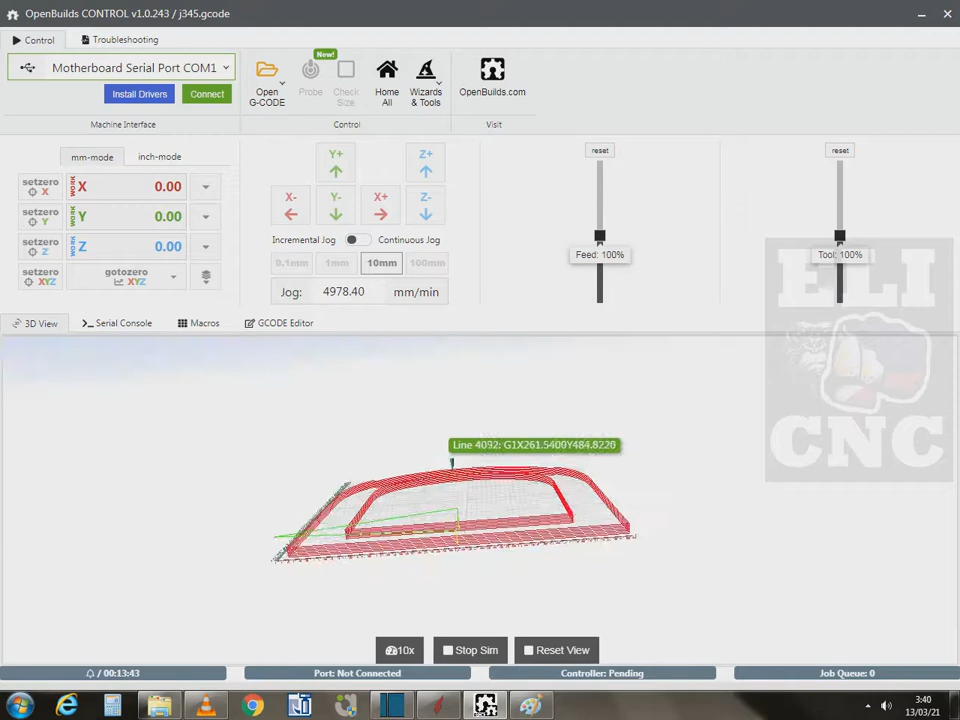 OpenBuilds CONTROL v1.0.243 / j345.gcode
Control
Troubleshooting
Motherboard Serial Port COM1
Install Drivers
Connect
Machine Interface
New!
Open
G-CODE
Probe
Check
Size
Home
All
Wizards
& Tools
Control
OpenBuilds.com
Visit
mm-mode
inch-mode
setzero
X
WORK
X
0.00
setzero
Y
WORK
Y
0.00
setzero
Z
WORK
Z
0.00
setzero
XYZ
gotozero
XYZ
Y+
Z+
X-
Y-
X+
Z-
Incremental Jog
Continuous Jog
0.1mm
1mm
10mm
100mm
Jog:
4978.40
mm/min
reset
Feed: 100%
reset
Tool: 100%
ELI
CNC
3D View
Serial Console
Macros
GCODE Editor
Line 4092: G1X261.5400Y484.8220
10x
Stop Sim
Reset View
/ 00:13:43
Port: Not Connected
Controller: Pending
Job Queue: 0
3:40
13/03/21